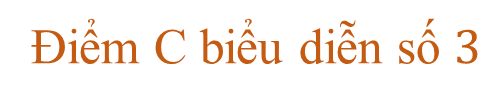 Điểm C biểu diễn số 3